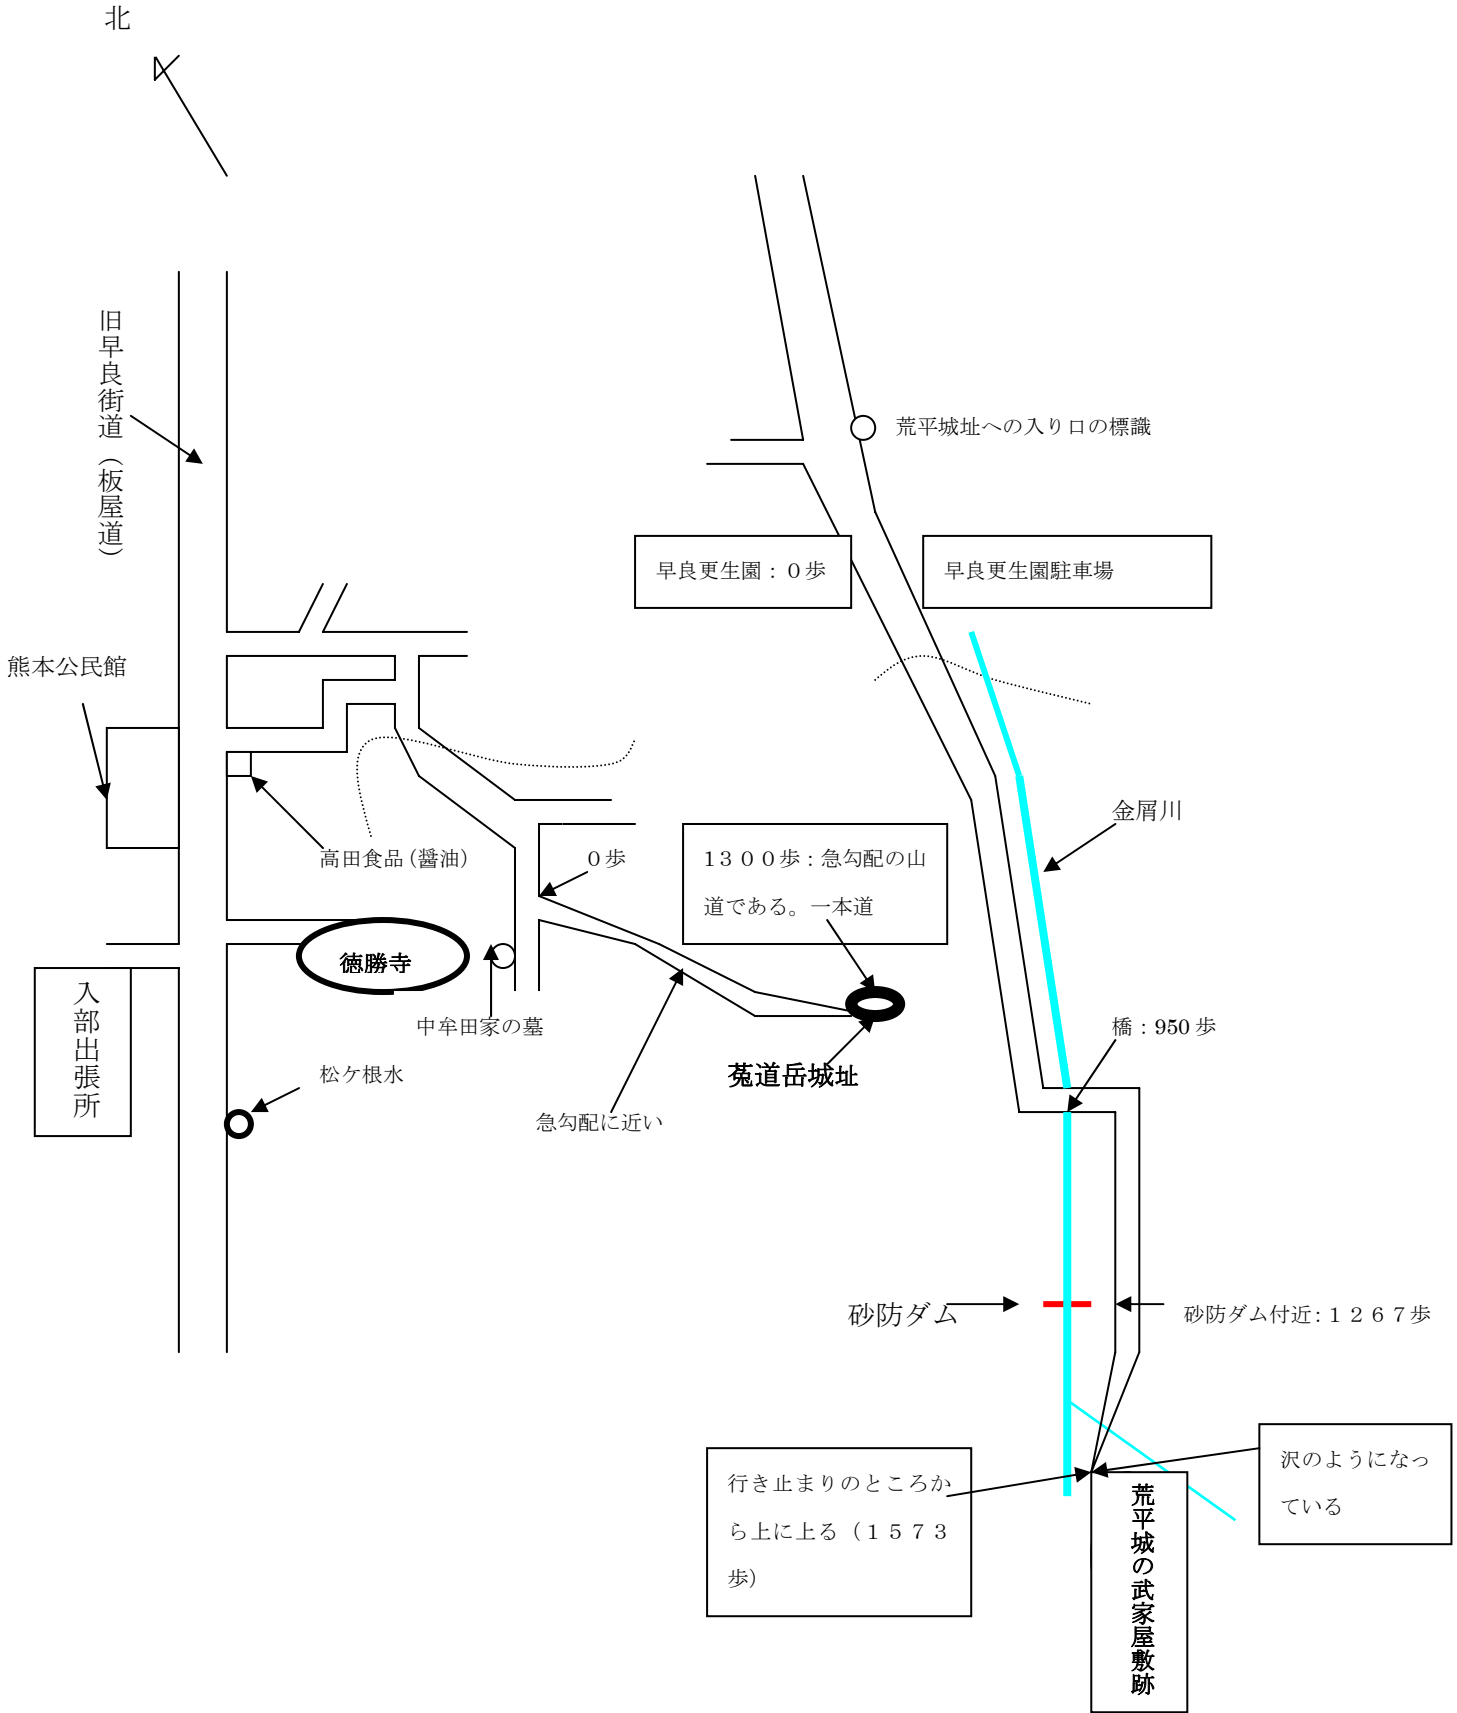 北
旧早良街道（板屋道）
荒平城址への入り口の標識
早良更生園：０歩
早良更生園駐車場
熊本公民館
金屑川
高田食品（醤油）
０歩
１３００歩：急勾配の山
道である。一本道
徳勝寺
入部出張所
中牟田家の墓
橋：950 歩
松ケ根水
菟道岳城址
急勾配に近い
砂防ダム
砂防ダム付近：１２６７歩
行き止まりのところか
ら上に上る（１５７３
歩）
沢のようになっ
ている
荒平城の武家屋敷跡